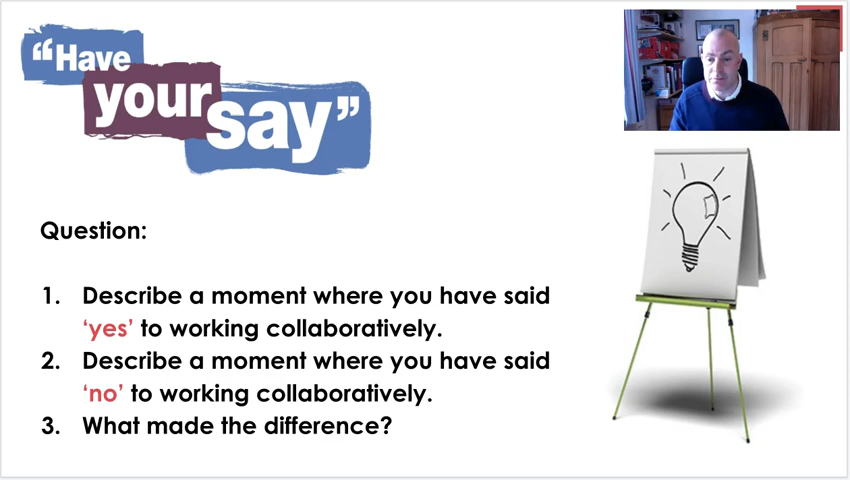 “Have
your
say”
Question:
1. Describe a moment where you have said
‘yes’ to working collaboratively.
2. Describe a moment where you have said
‘no’ to working collaboratively.
3. What made the difference?